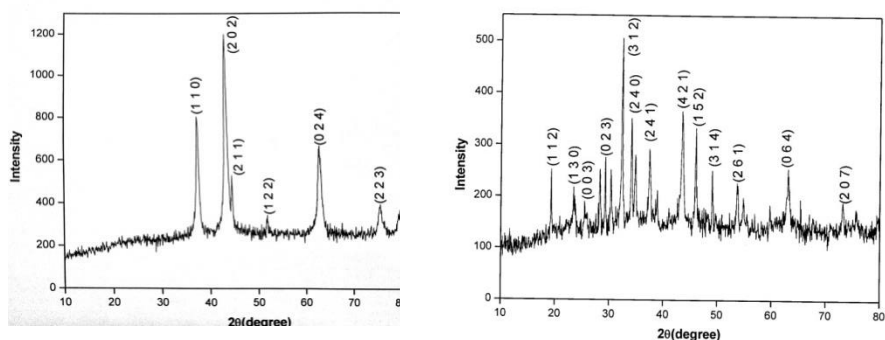 1200
1000
800
600
400
200
0
Intensity
(1 1 0)
(2 0 2)
(2 1 1)
(1 2 2)
(0 2 4)
(2 2 3)
10 20 30 40 50 60 70 80
2θ(degree)
500
400
300
200
100
0
Intensity
(1 1 2)
(1 3 0)
(0 0 3)
(0 2 3)
(3 1 2)
(2 4 0)
(2 4 1)
(4 2 1)
(1 5 2)
(3 1 4)
(2 6 1)
(0 6 4)
(2 0 7)
10 20 30 40 50 60 70 80
2θ(degree)